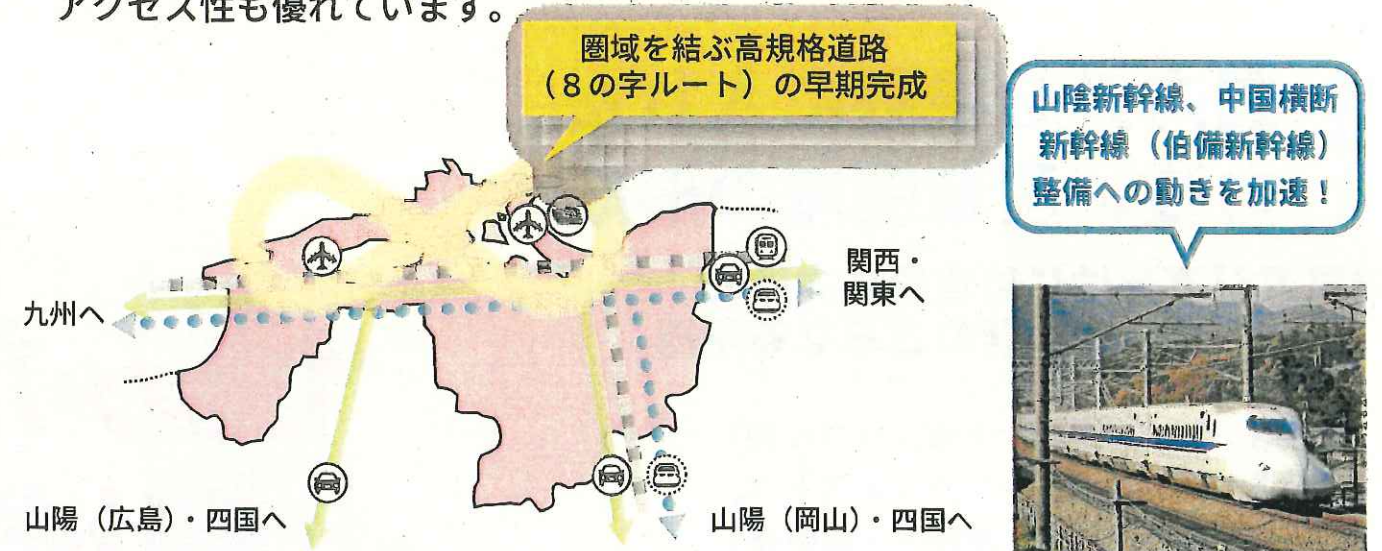 アクセス性も優れています。
圏域を結ぶ高規格道路
（８の字ルート）の早期完成
山陰新幹線、中国横断
新幹線（伯備新幹線）
整備への動きを加速！
関西・
関東へ
九州へ
山陽（広島）・四国へ
山陽（岡山）・四国へ